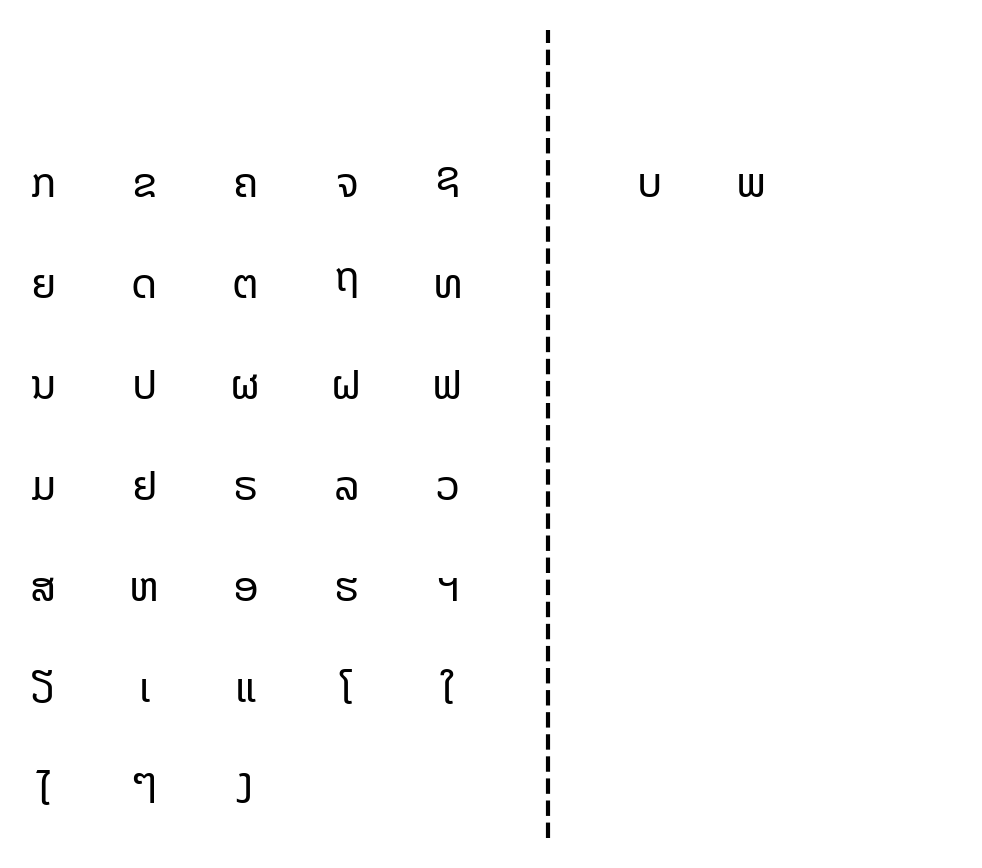 ກ ຂ ຄ ຈ ຊ ບ ພ
ຍ ດ ຕ ຖ ທ
ນ ປ ຜ ຝ ຟ
ມ ຢ ຣ ລ ວ
ສ ຫ ອ ຮ ຯ
ຽ ເ ແ ໂ ໃ
ໄ ໆ ງ